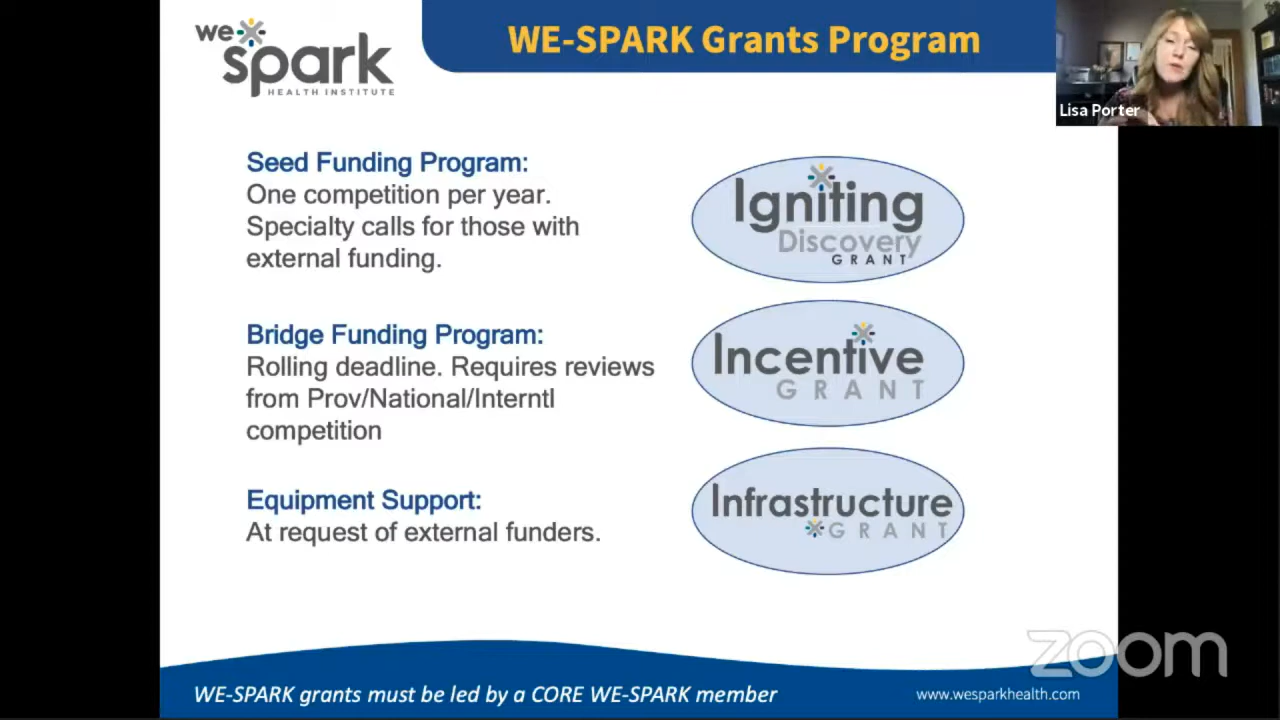 we
spark
HEALTH INSTITUTE
WE-SPARK Grants Program
Lisa Porter
Seed Funding Program:
One competition per year.
Specialty calls for those with
external funding.
Igniting
Discovery
GRANT
Bridge Funding Program:
Rolling deadline. Requires reviews
from Prov/National/Interntl
competition
Incentive
GRANT
Equipment Support:
At request of external funders.
Infrastructure
GRANT
zoom
WE-SPARK grants must be led by a CORE WE-SPARK member
www.wesparkhealth.com